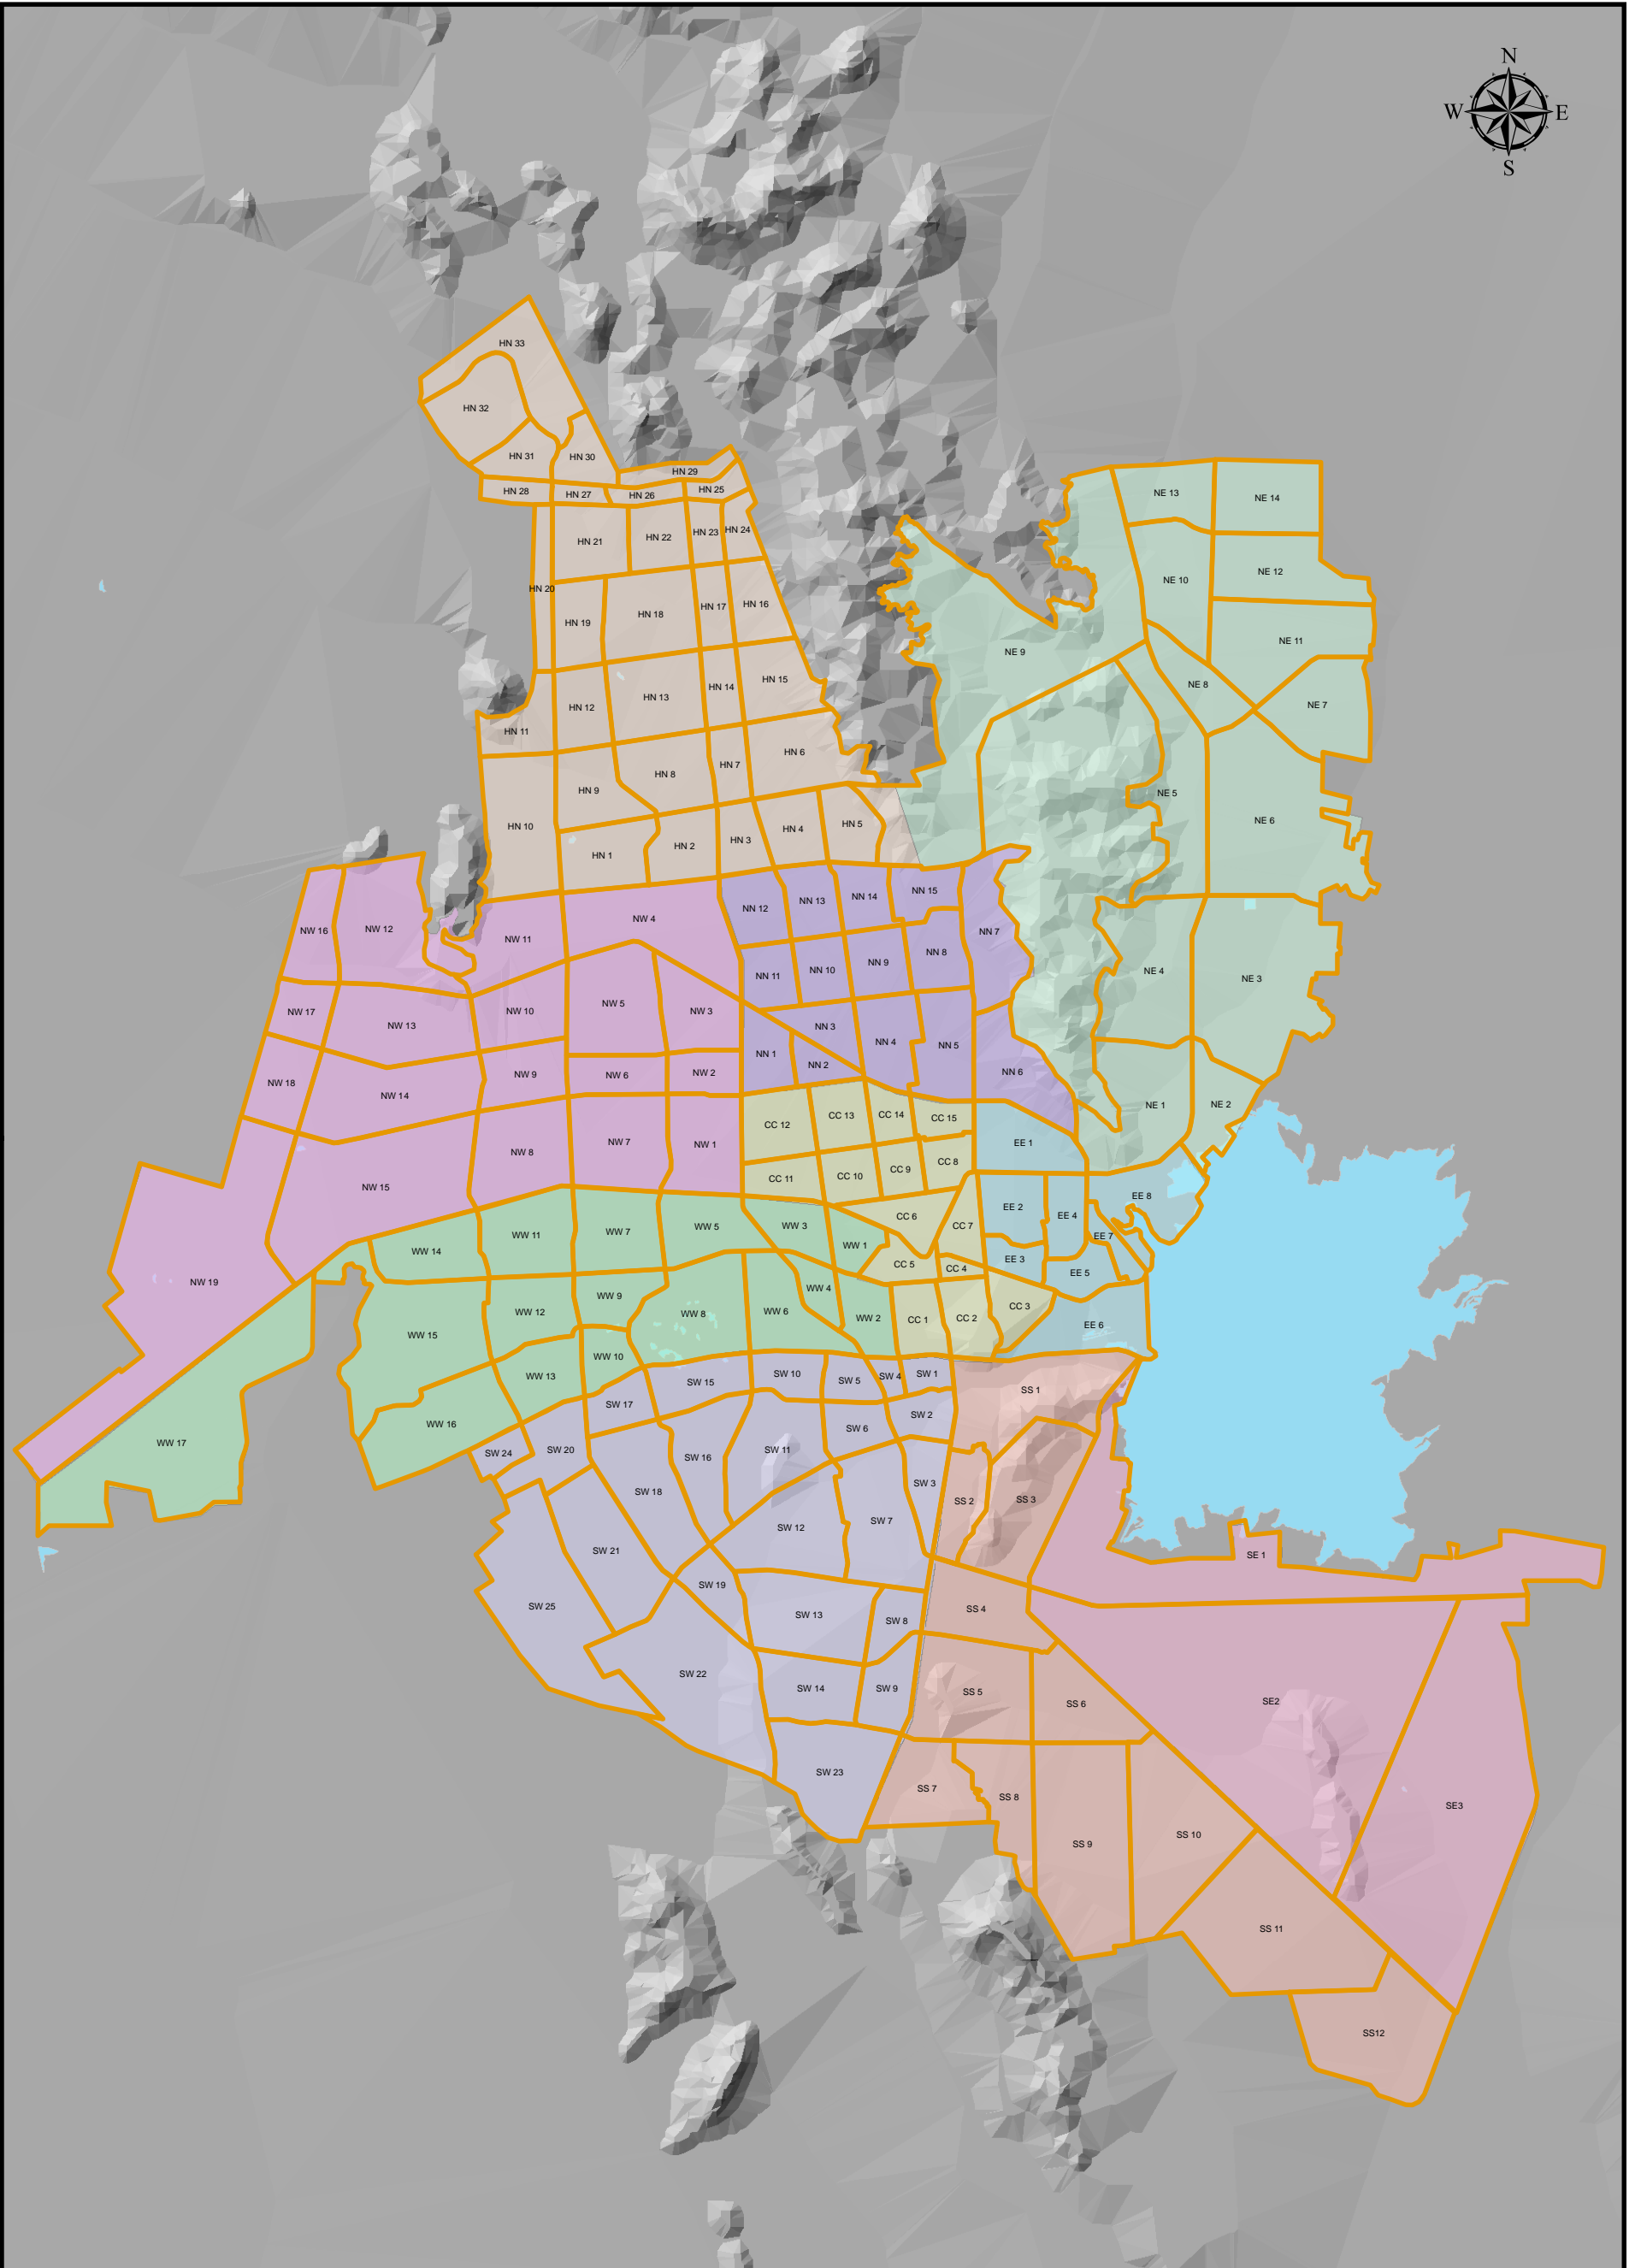 N
W E
S
HN 33
HN 32
HN 31
HN 30
HN 29
HN 28
HN 27
HN 26
HN 25
NE 13
NE 14
HN 21
HN 22
HN 23
HN 24
HN 20
HN 19
HN 18
HN 17
HN 16
NE 10
NE 12
NE 9
NE 11
HN 12
HN 13
HN 14
HN 15
NE 8
NE 7
HN 11
HN 6
HN 10
HN 9
HN 8
HN 7
NE 5
NE 6
HN 1
HN 2
HN 3
HN 4
HN 5
NW 16
NW 12
NW 11
NW 4
NN 12
NN 13
NN 14
NN 15
NN 7
NN 11
NN 10
NN 9
NN 8
NE 4
NE 3
NW 17
NW 13
NW 10
NW 5
NW 3
NN 3
NN 4
NN 5
NW 18
NW 14
NW 9
NW 6
NW 2
NN 1
NN 2
NN 6
NE 1
NE 2
CC 12
CC 13
CC 14
CC 15
EE 1
NW 15
NW 8
NW 7
NW 1
CC 11
CC 10
CC 9
CC 8
EE 8
WW 14
WW 11
WW 7
WW 5
WW 3
WW 1
CC 6
CC 7
EE 2
EE 4
EE 7
NW 19
CC 5
CC 4
EE 3
EE 5
WW 15
WW 12
WW 9
WW 8
WW 6
WW 4
WW 2
CC 1
CC 2
CC 3
EE 6
WW 17
WW 16
WW 13
WW 10
SW 17
SW 15
SW 10
SW 5
SW 4
SW 1
SS 1
SW 24
SW 20
SW 16
SW 11
SW 6
SW 2
SW 18
SW 3
SS 2
SS 3
SW 25
SW 21
SW 12
SW 7
SE 1
SW 19
SW 13
SW 8
SS 4
SW 22
SW 14
SW 9
SS 5
SS 6
SE2
SW 23
SS 7
SS 8
SE3
SS 9
SS 10
SS 11
SS12